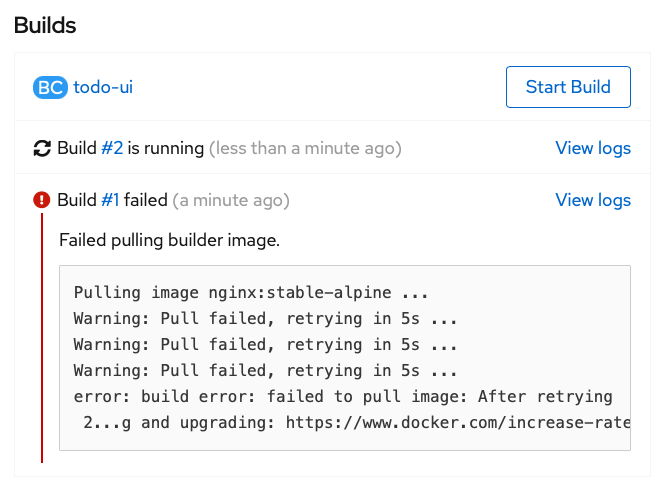 Builds
BC todo-ui
Start Build
Build #2 is running (less than a minute ago)
View logs
Build #1 failed (a minute ago)
View logs
Failed pulling builder image.
Pulling image nginx:stable-alpine ...
Warning: Pull failed, retrying in 5s ...
Warning: Pull failed, retrying in 5s ...
Warning: Pull failed, retrying in 5s ...
error: build error: failed to pull image: After retrying
2...g and upgrading: https://www.docker.com/increase-rate